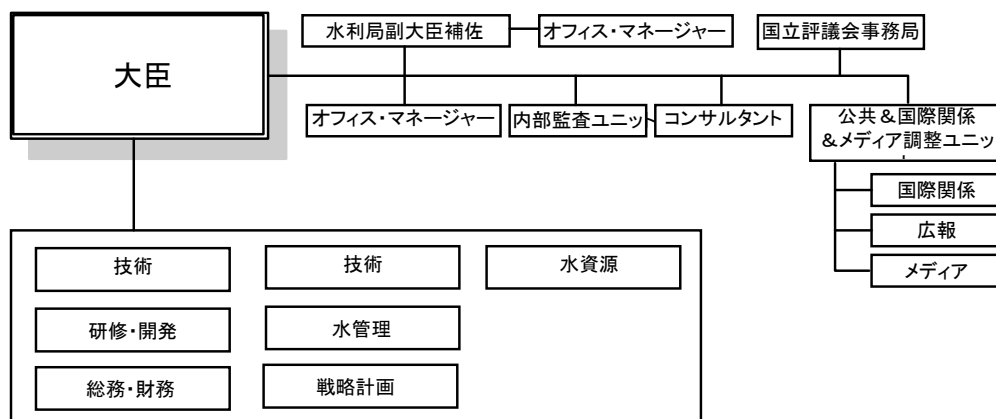 水利局副大臣補佐
オフィス・マネージャー
国立評議会事務局
大臣
オフィス・マネージャー
内部監査ユニッ
コンサルタント
公共&国際関係
&メディア調整ユニッ
国際関係
広報
メディア
技術
技術
水資源
研修・開発
水管理
総務・財務
戦略計画